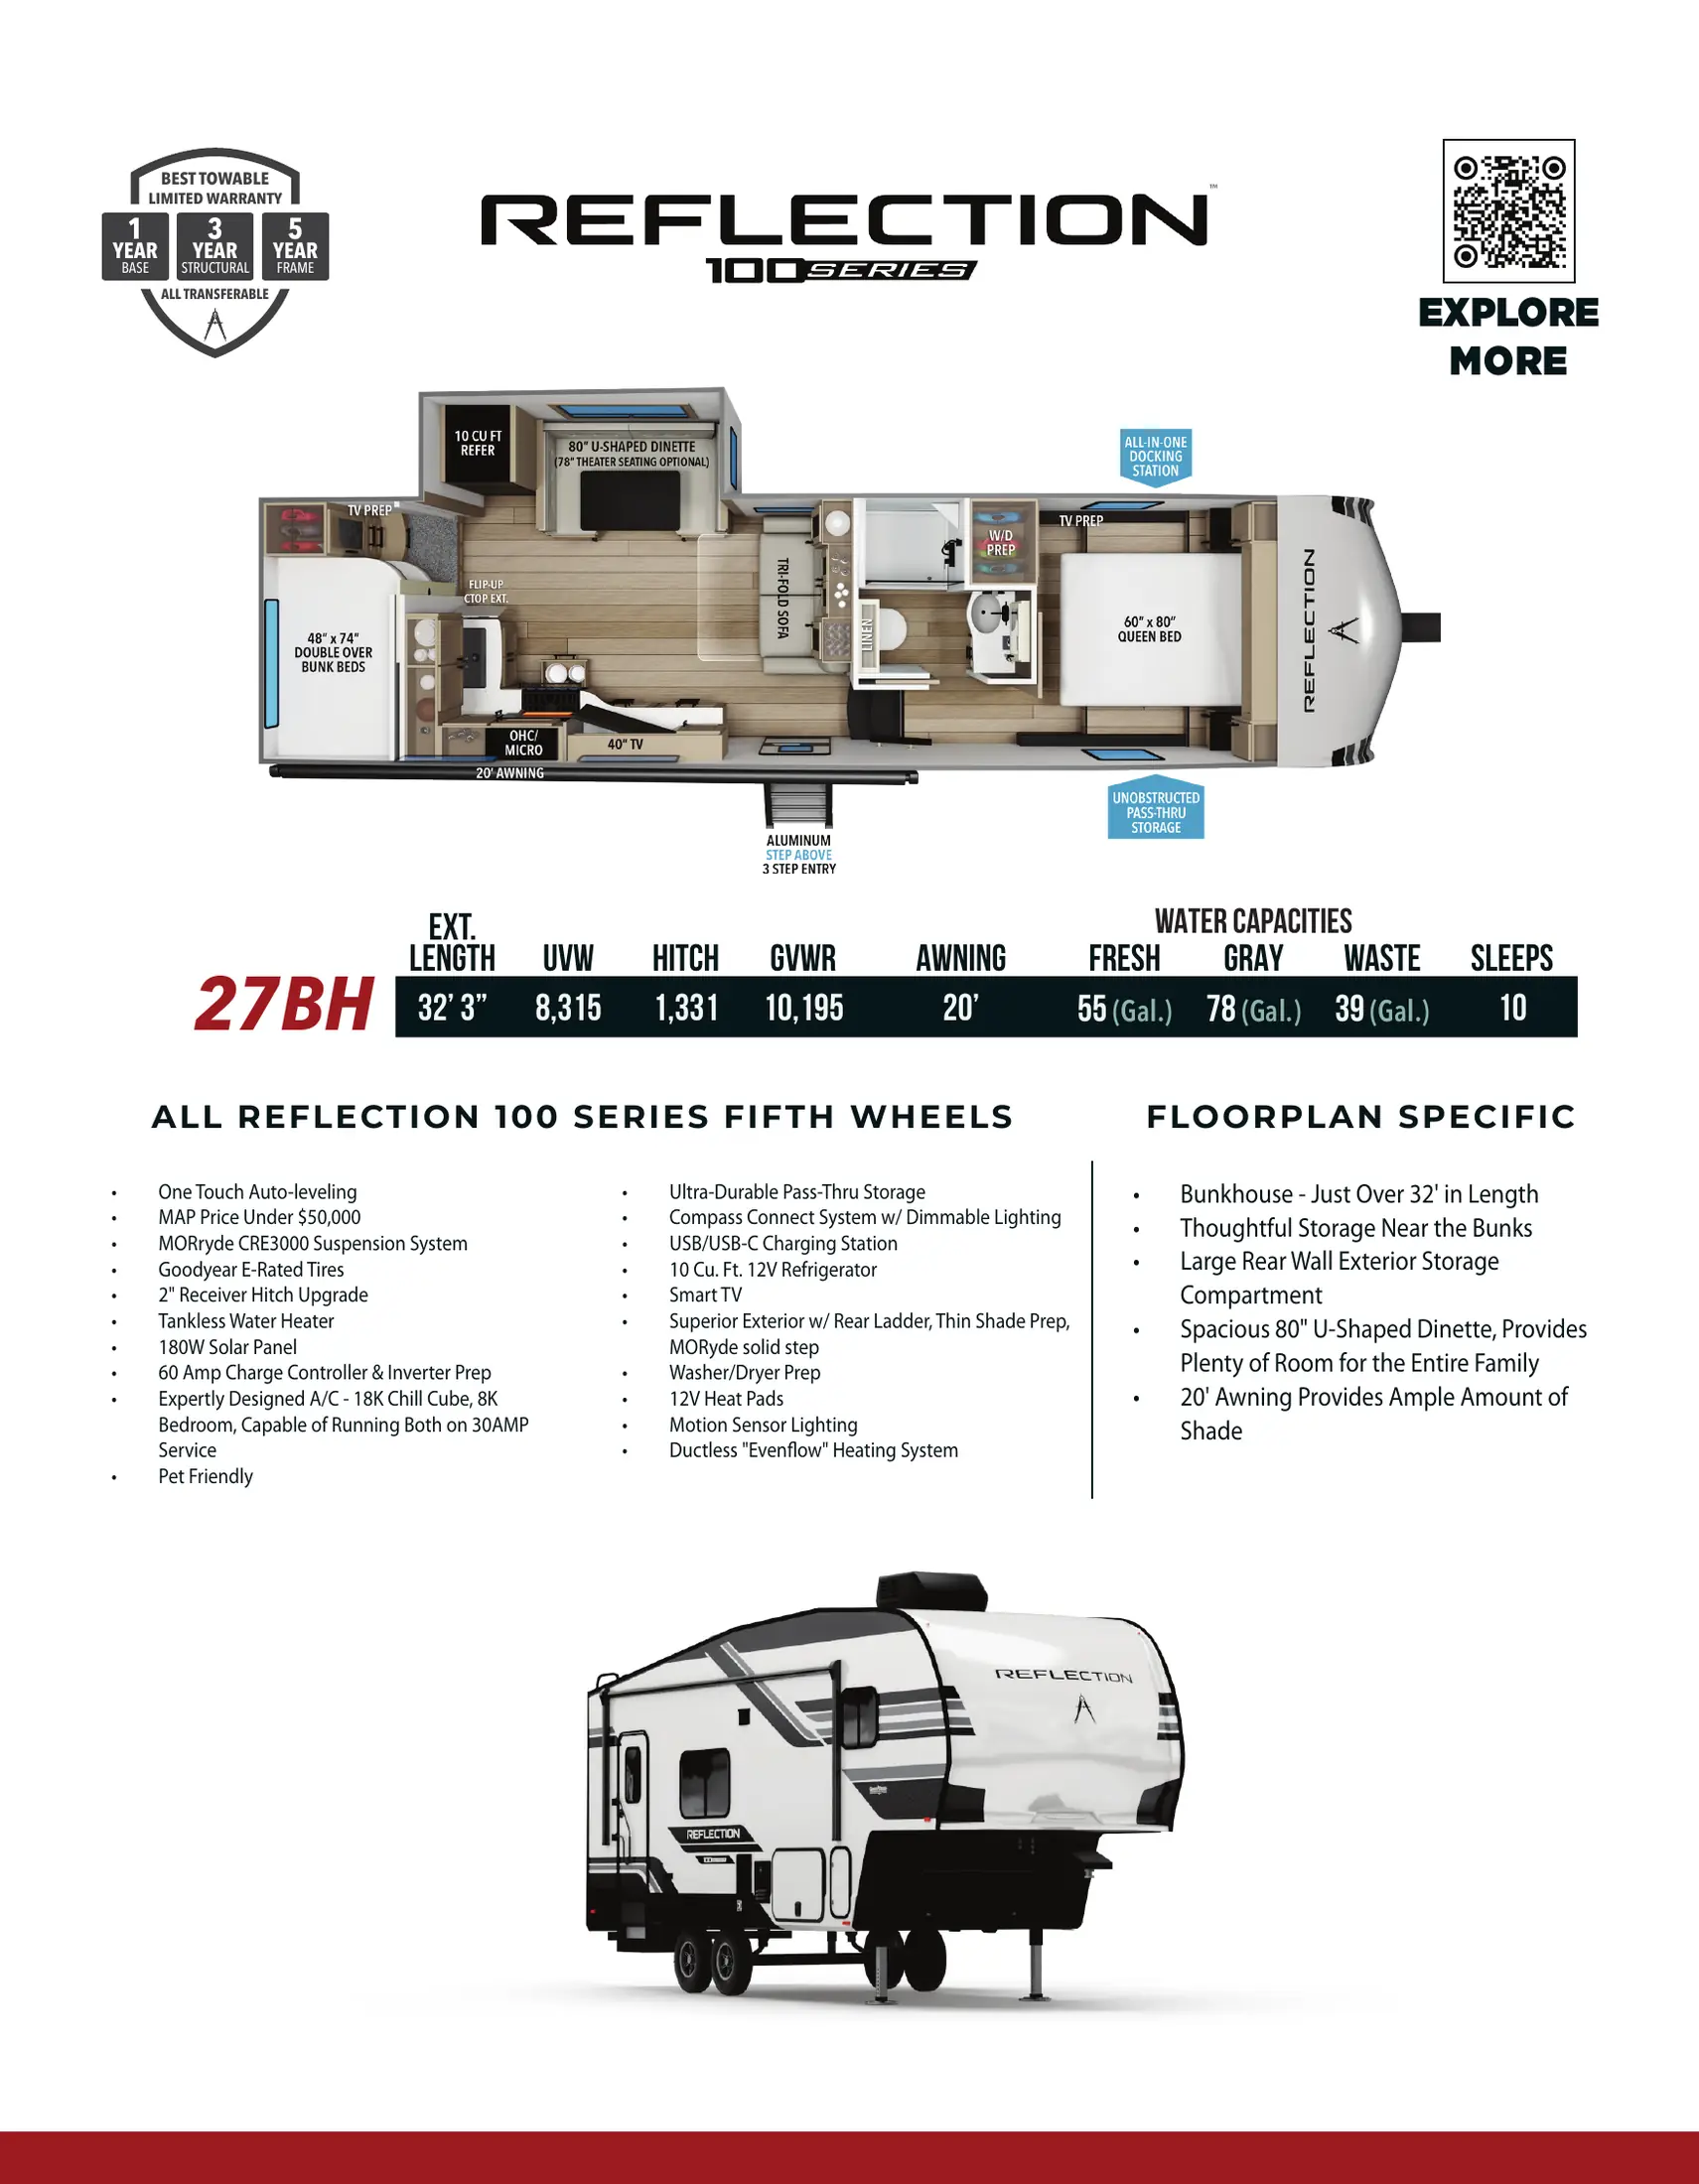 BEST TOWABLE
LIMITED WARRANTY
1 YEAR BASE
3 YEAR STRUCTURAL
5 YEAR FRAME
ALL TRANSFERABLE
REFLECTION™
100 SERIES
EXPLORE
MORE
10 CU FT
REFER
80" U-SHAPED DINETTE
(78" THEATER SEATING OPTIONAL)
ALL-IN-ONE
DOCKING
STATION
TV PREP
TV PREP
W/D
PREP
FLIP-UP
CTOP EXT.
TRI-FOLD SOFA
LINEN
48" x 74"
DOUBLE OVER
BUNK BEDS
60" x 80"
QUEEN BED
REFLECTION
OHC/
MICRO
40" TV
20' AWNING
UNOBSTRUCTED
PASS-THRU
STORAGE
ALUMINUM
STEP ABOVE
3 STEP ENTRY
WATER CAPACITIES
EXT.
LENGTH UVW HITCH GVWR AWNING FRESH GRAY WASTE SLEEPS
27BH 32' 3" 8,315 1,331 10,195 20' 55 (Gal.) 78 (Gal.) 39 (Gal.) 10
ALL REFLECTION 100 SERIES FIFTH WHEELS
• One Touch Auto-leveling
• MAP Price Under $50,000
• MORryde CRE3000 Suspension System
• Goodyear E-Rated Tires
• 2" Receiver Hitch Upgrade
• Tankless Water Heater
• 180W Solar Panel
• 60 Amp Charge Controller & Inverter Prep
• Expertly Designed A/C - 18K Chill Cube, 8K
Bedroom, Capable of Running Both on 30AMP
Service
• Pet Friendly
• Ultra-Durable Pass-Thru Storage
• Compass Connect System w/ Dimmable Lighting
• USB/USB-C Charging Station
• 10 Cu. Ft. 12V Refrigerator
• Smart TV
• Superior Exterior w/ Rear Ladder, Thin Shade Prep,
MORyde solid step
• Washer/Dryer Prep
• 12V Heat Pads
• Motion Sensor Lighting
• Ductless "Evenflow" Heating System
FLOORPLAN SPECIFIC
• Bunkhouse - Just Over 32' in Length
• Thoughtful Storage Near the Bunks
• Large Rear Wall Exterior Storage
Compartment
• Spacious 80" U-Shaped Dinette, Provides
Plenty of Room for the Entire Family
• 20' Awning Provides Ample Amount of
Shade
REFLECTION
REFLECTION